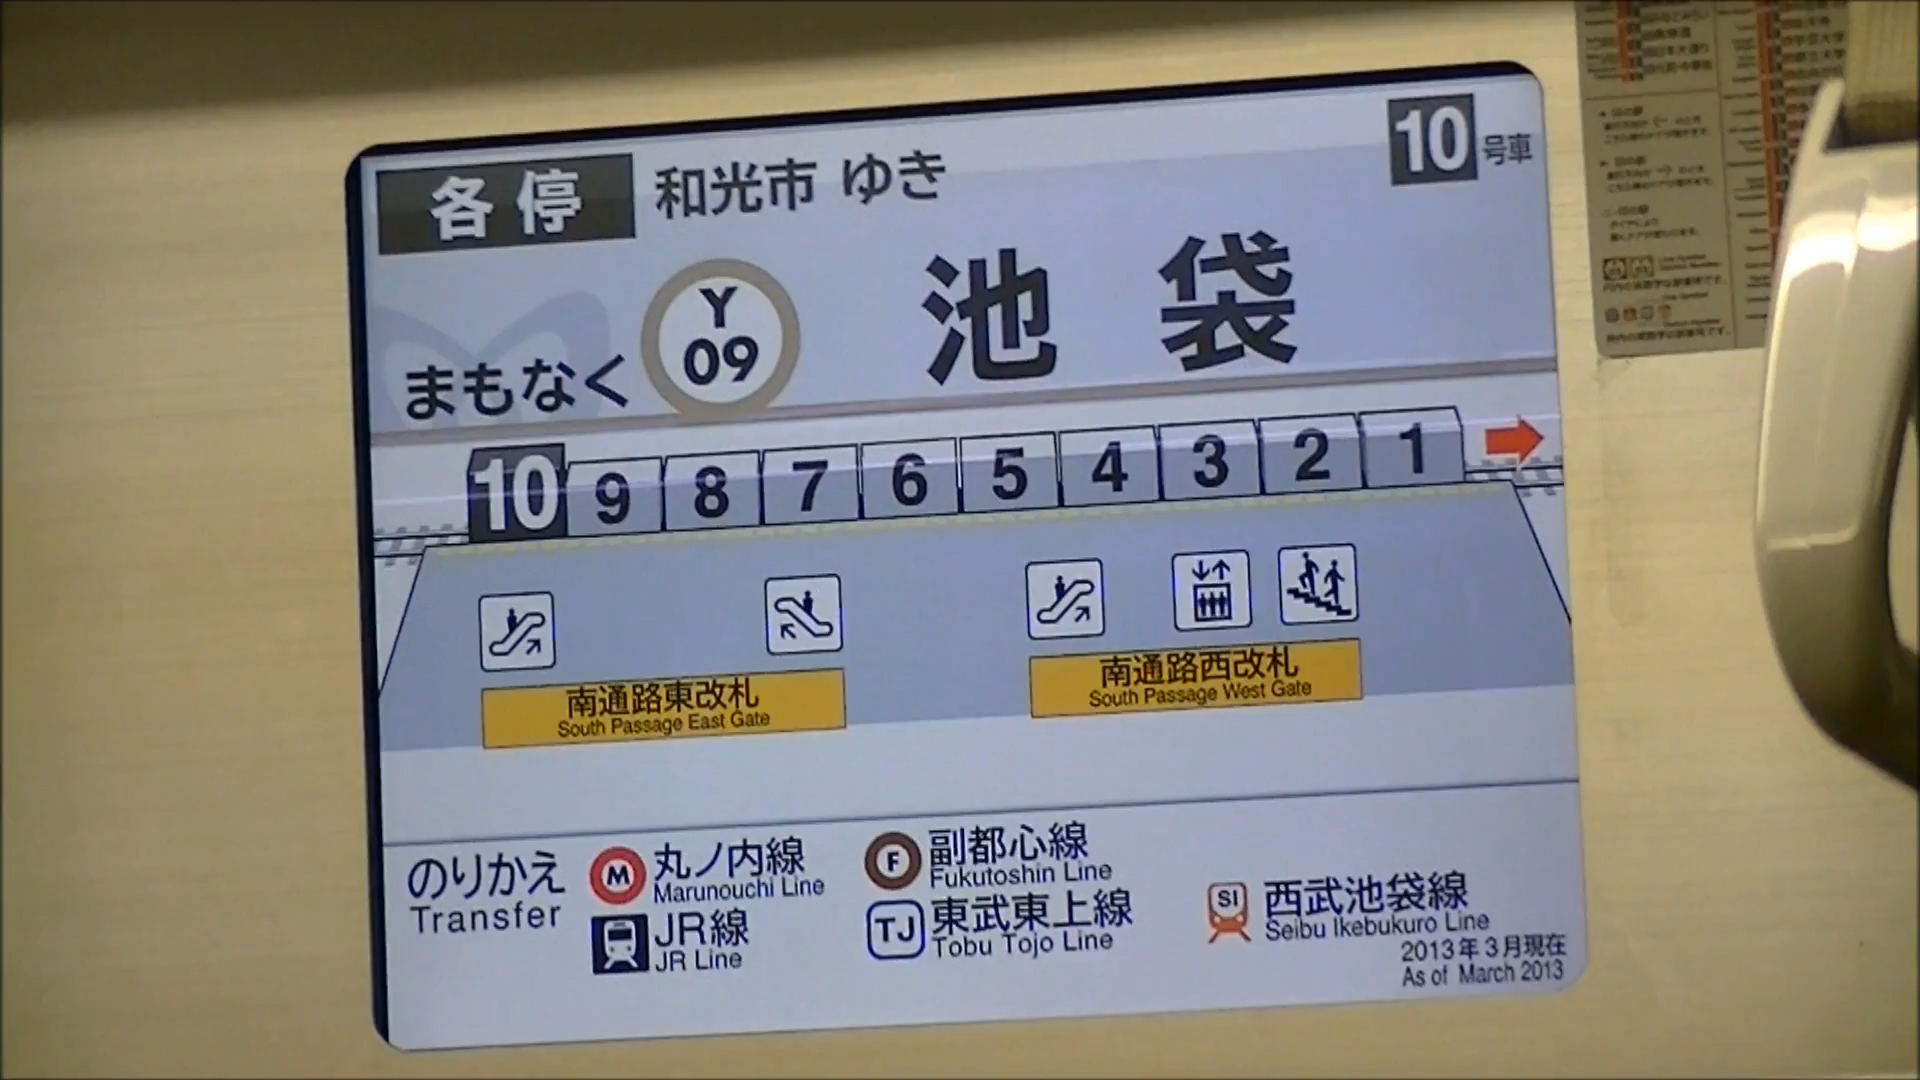 各停 和光市 ゆき 10 号車
まもなく Y 09 池袋
10 9 8 7 6 5 4 3 2 1
南通路東改札
South Passage East Gate
南通路西改札
South Passage West Gate
のりかえ
Transfer
M 丸ノ内線
Marunouchi Line
F 副都心線
Fukutoshin Line
JR線
JR Line
TJ 東武東上線
Tobu Tojo Line
SI 西武池袋線
Seibu Ikebukuro Line
2013年3月現在
As of March 2013